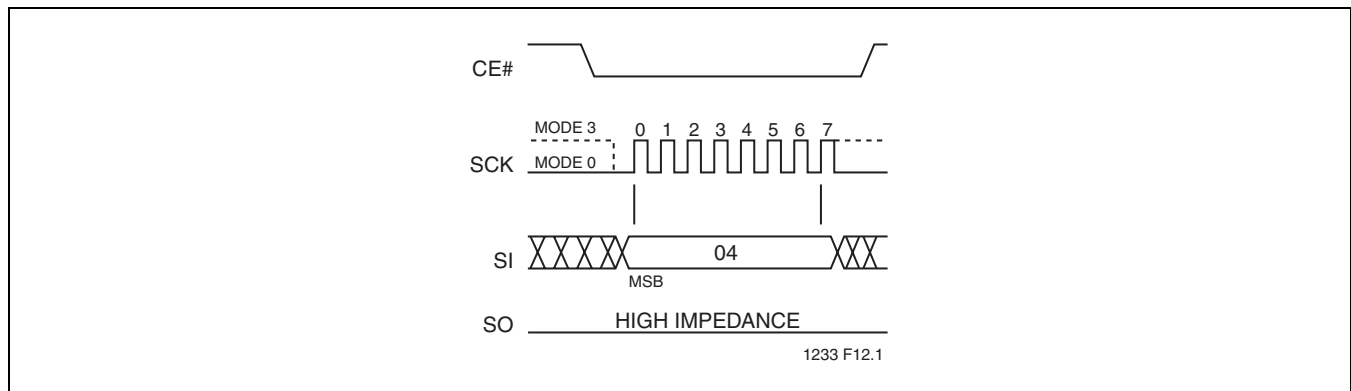 CE#
MODE 3
0 1 2 3 4 5 6 7
SCK
MODE 0
SI
04
MSB
SO
HIGH IMPEDANCE
1233 F12.1